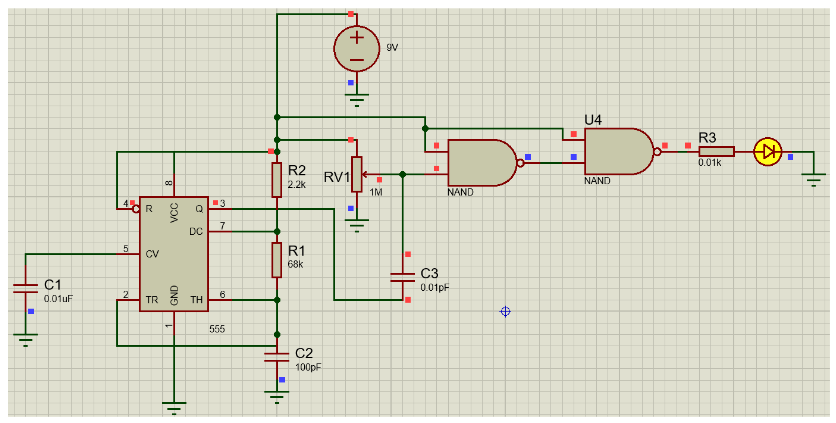 9V
U4
R3
0.01k
NAND
NAND
RV1
1M
R2
2.2k
8
4
R
VCC
Q
3
DC
7
5
CV
R1
68k
C1
0.01uF
2
TR
GND
TH
6
1
555
C3
0.01pF
C2
100pF